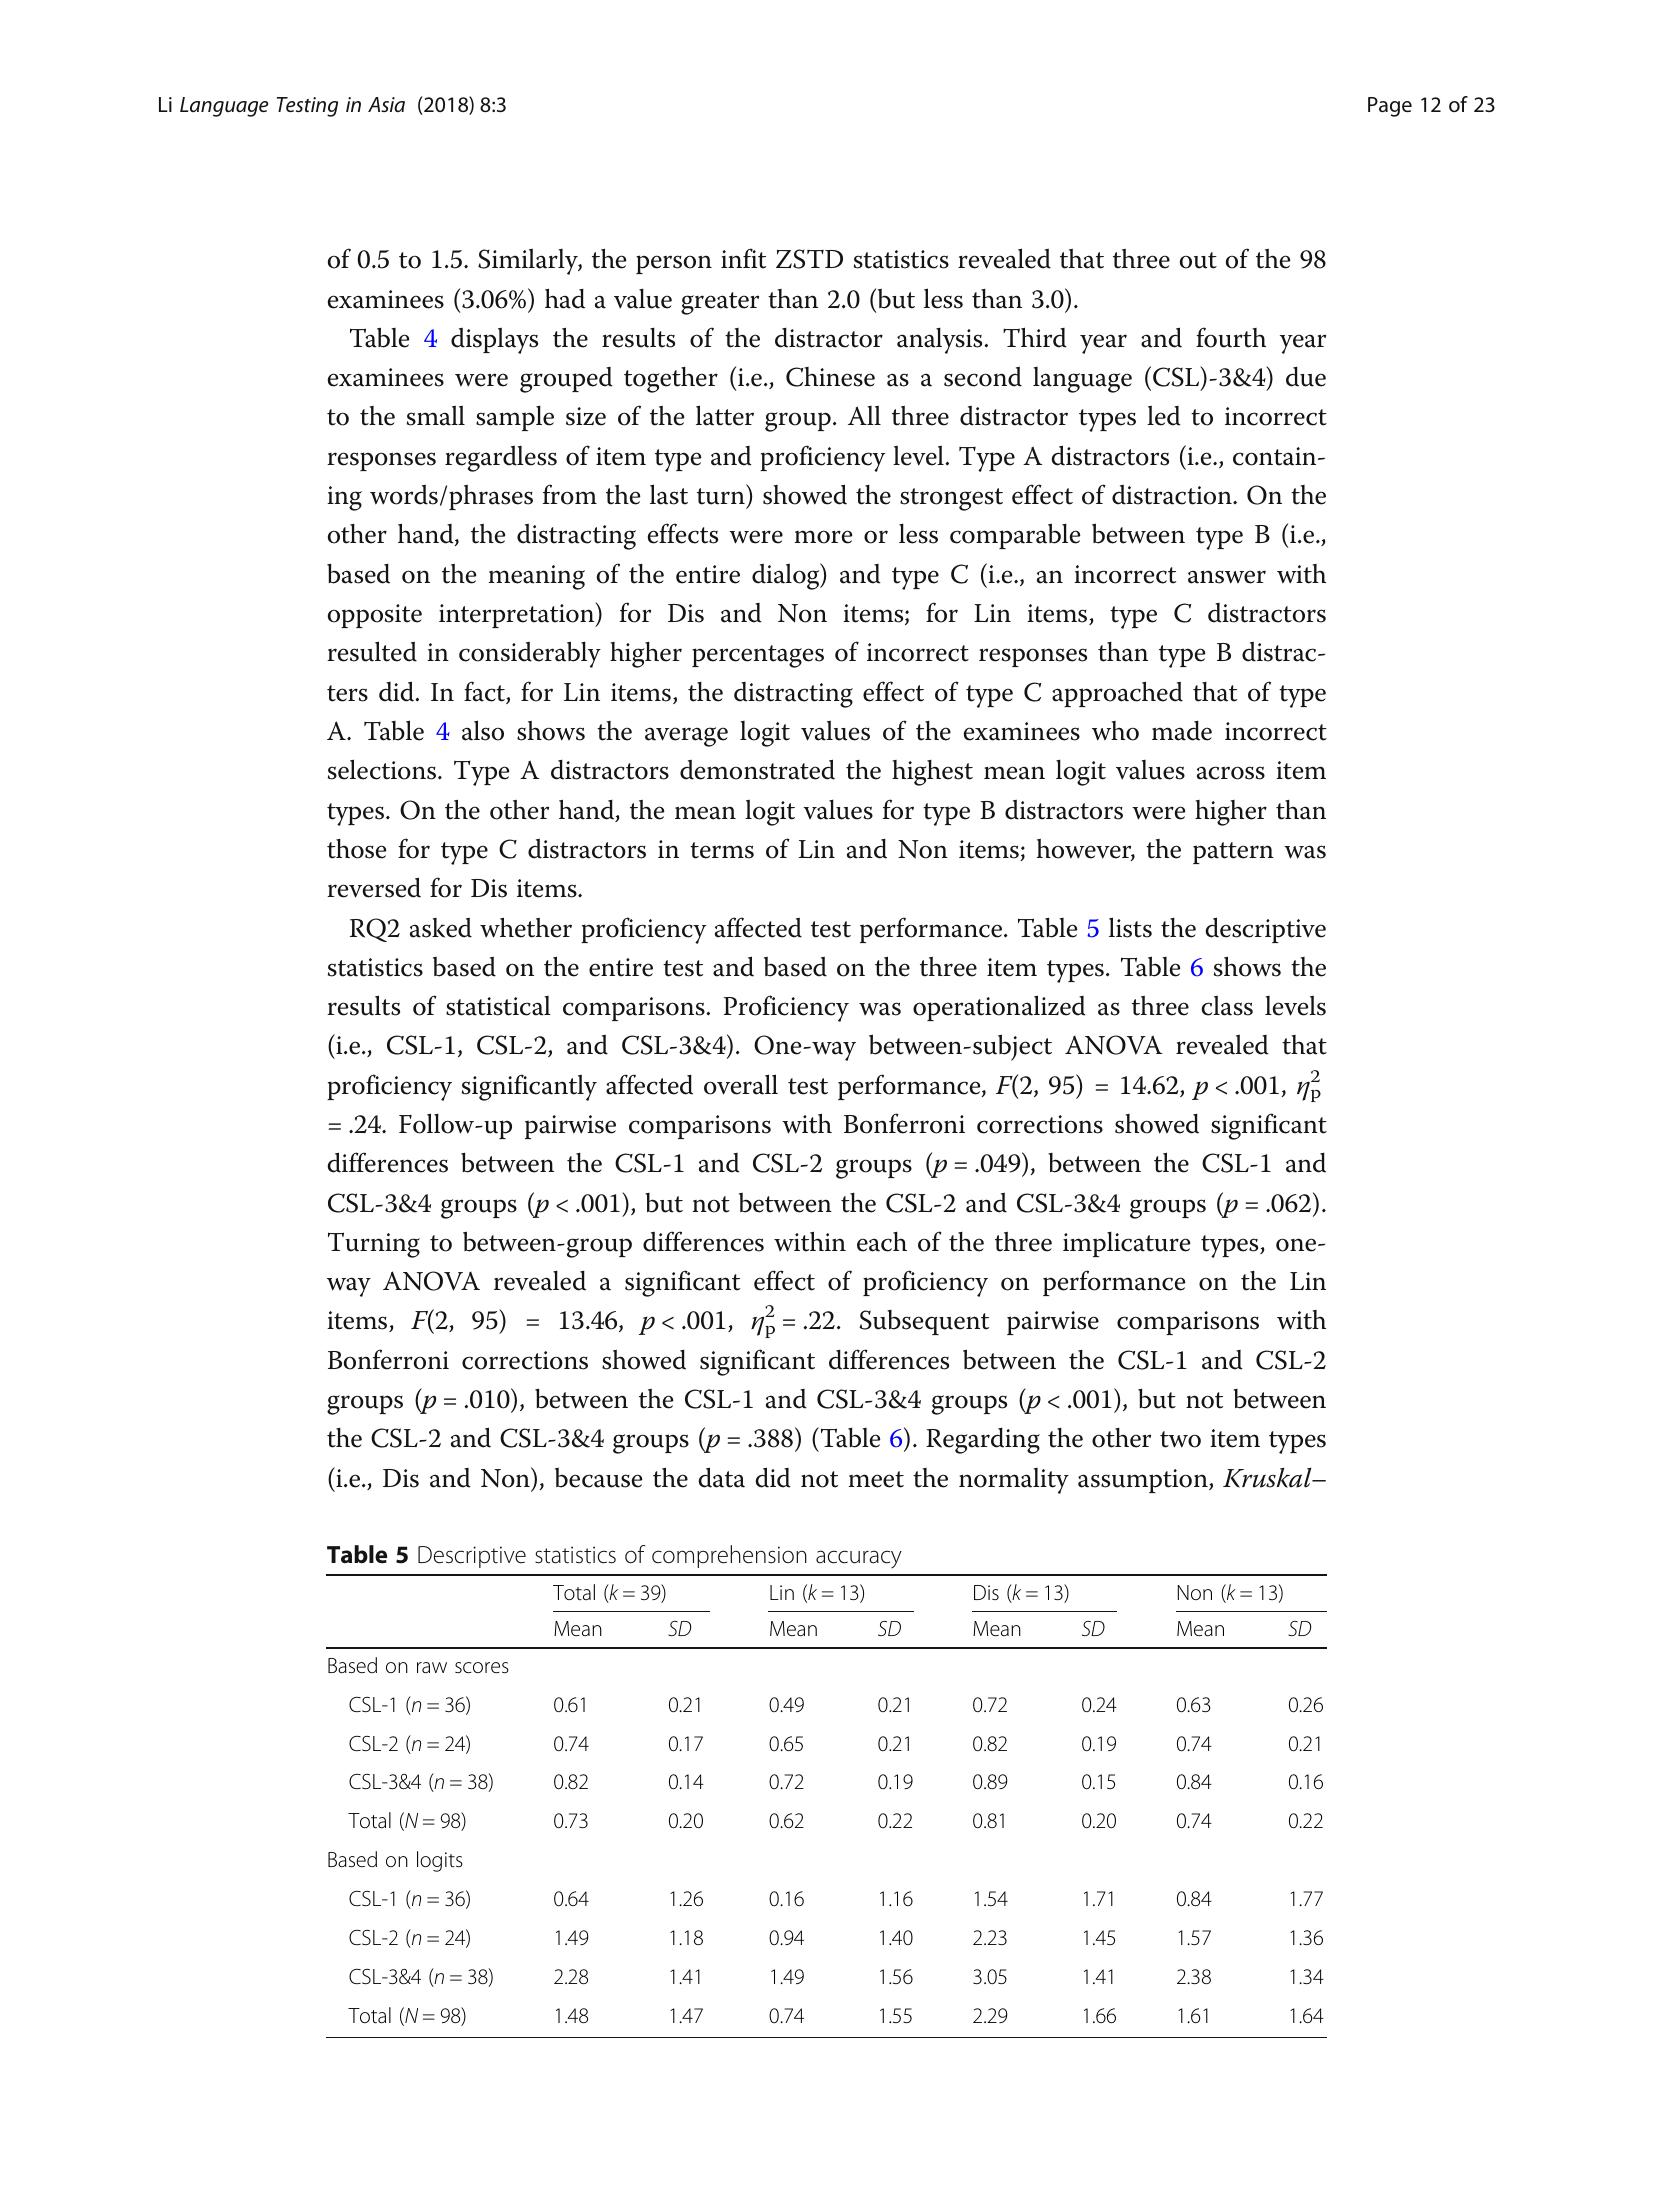 Li Language Testing in Asia (2018) 8:3
Page 12 of 23
of 0.5 to 1.5. Similarly, the person infit ZSTD statistics revealed that three out of the 98
examinees (3.06%) had a value greater than 2.0 (but less than 3.0).
Table 4 displays the results of the distractor analysis. Third year and fourth year
examinees were grouped together (i.e., Chinese as a second language (CSL)-3&4) due
to the small sample size of the latter group. All three distractor types led to incorrect
responses regardless of item type and proficiency level. Type A distractors (i.e., contain-
ing words/phrases from the last turn) showed the strongest effect of distraction. On the
other hand, the distracting effects were more or less comparable between type B (i.e.,
based on the meaning of the entire dialog) and type C (i.e., an incorrect answer with
opposite interpretation) for Dis and Non items; for Lin items, type C distractors
resulted in considerably higher percentages of incorrect responses than type B distrac-
ters did. In fact, for Lin items, the distracting effect of type C approached that of type
A. Table 4 also shows the average logit values of the examinees who made incorrect
selections. Type A distractors demonstrated the highest mean logit values across item
types. On the other hand, the mean logit values for type B distractors were higher than
those for type C distractors in terms of Lin and Non items; however, the pattern was
reversed for Dis items.
RQ2 asked whether proficiency affected test performance. Table 5 lists the descriptive
statistics based on the entire test and based on the three item types. Table 6 shows the
results of statistical comparisons. Proficiency was operationalized as three class levels
(i.e., CSL-1, CSL-2, and CSL-3&4). One-way between-subject ANOVA revealed that
proficiency significantly affected overall test performance, F(2, 95) = 14.62, p < .001, η²p
= .24. Follow-up pairwise comparisons with Bonferroni corrections showed significant
differences between the CSL-1 and CSL-2 groups (p = .049), between the CSL-1 and
CSL-3&4 groups (p < .001), but not between the CSL-2 and CSL-3&4 groups (p = .062).
Turning to between-group differences within each of the three implicature types, one-
way ANOVA revealed a significant effect of proficiency on performance on the Lin
items, F(2, 95) = 13.46, p < .001, η²p = .22. Subsequent pairwise comparisons with
Bonferroni corrections showed significant differences between the CSL-1 and CSL-2
groups (p = .010), between the CSL-1 and CSL-3&4 groups (p < .001), but not between
the CSL-2 and CSL-3&4 groups (p = .388) (Table 6). Regarding the other two item types
(i.e., Dis and Non), because the data did not meet the normality assumption, Kruskal–
Table 5 Descriptive statistics of comprehension accuracy
Total (k = 39) Lin (k = 13) Dis (k = 13) Non (k = 13)
Mean SD Mean SD Mean SD Mean SD
Based on raw scores
CSL-1 (n = 36) 0.61 0.21 0.49 0.21 0.72 0.24 0.63 0.26
CSL-2 (n = 24) 0.74 0.17 0.65 0.21 0.82 0.19 0.74 0.21
CSL-3&4 (n = 38) 0.82 0.14 0.72 0.19 0.89 0.15 0.84 0.16
Total (N = 98) 0.73 0.20 0.62 0.22 0.81 0.20 0.74 0.22
Based on logits
CSL-1 (n = 36) 0.64 1.26 0.16 1.16 1.54 1.71 0.84 1.77
CSL-2 (n = 24) 1.49 1.18 0.94 1.40 2.23 1.45 1.57 1.36
CSL-3&4 (n = 38) 2.28 1.41 1.49 1.56 3.05 1.41 2.38 1.34
Total (N = 98) 1.48 1.47 0.74 1.55 2.29 1.66 1.61 1.64